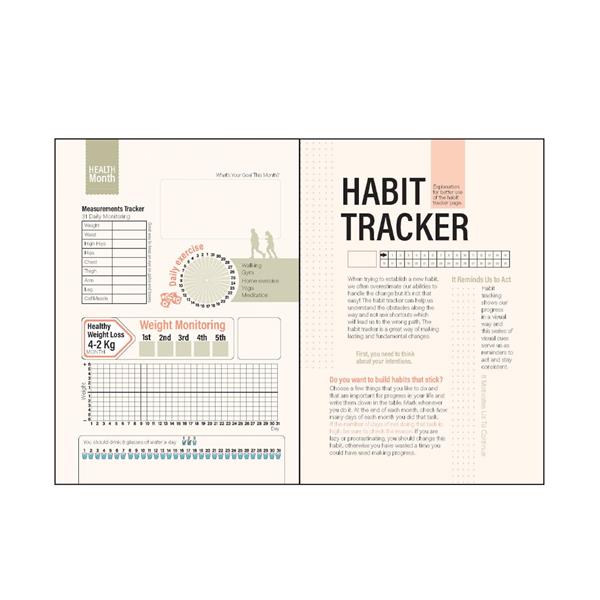 HEALTH
Month
What's Your Goal This Month?
Measurements Tracker
31 Daily Monitoring
Weight
Waist
High Hips
Hips
Chest
Thigh
Arm
Leg
Calf Muscle
Daily exercise
Walking
Gym
Home exercise
Yoga
Meditation
Healthy
Weight Loss
4-2 Kg
MONTH
Weight Monitoring
1st 2nd 3rd 4th 5th
Weight
1 2 3 4 5 6 7 8 9 10 11 12 13 14 15 16 17 18 19 20 21 22 23 24 25 26 27 28 29 30 31
Day
You should drink 8 glasses of water a day
1 2 3 4 5 6 7 8 9 10 11 12 13 14 15 16 17 18 19 20 21 22 23 24 25 26 27 28 29 30 31
HABIT
TRACKER
Explanation
for better use
of the habit
tracker page.
When trying to establish a new habit,
we often overestimate our abilities to
handle the change but it's not that
easy! The habit tracker can help us
understand the obstacles along the
way and not use shortcuts which
will lead us to the wrong path. The
habit tracker is a great way of making
lasting and fundamental changes.
First, you need to think
about your intentions.
Do you want to build habits that stick?
Choose a few things that you like to do and
that are important for progress in your life and
write them down in the table. Mark whenever
you do it. At the end of each month, check how
many days of each month you did that task.
If the number of days of not doing that task is
high, be sure to check the reason. If you are
lazy or procrastinating, you should change this
habit, otherwise you have wasted a time you
could have used making progress.
It Reminds Us to Act
Habit
tracking
shows our
progress
in a visual
way and
this series of
visual cues
serve us as
reminders to
act and stay
consistent.
It Motivates Us To Continue